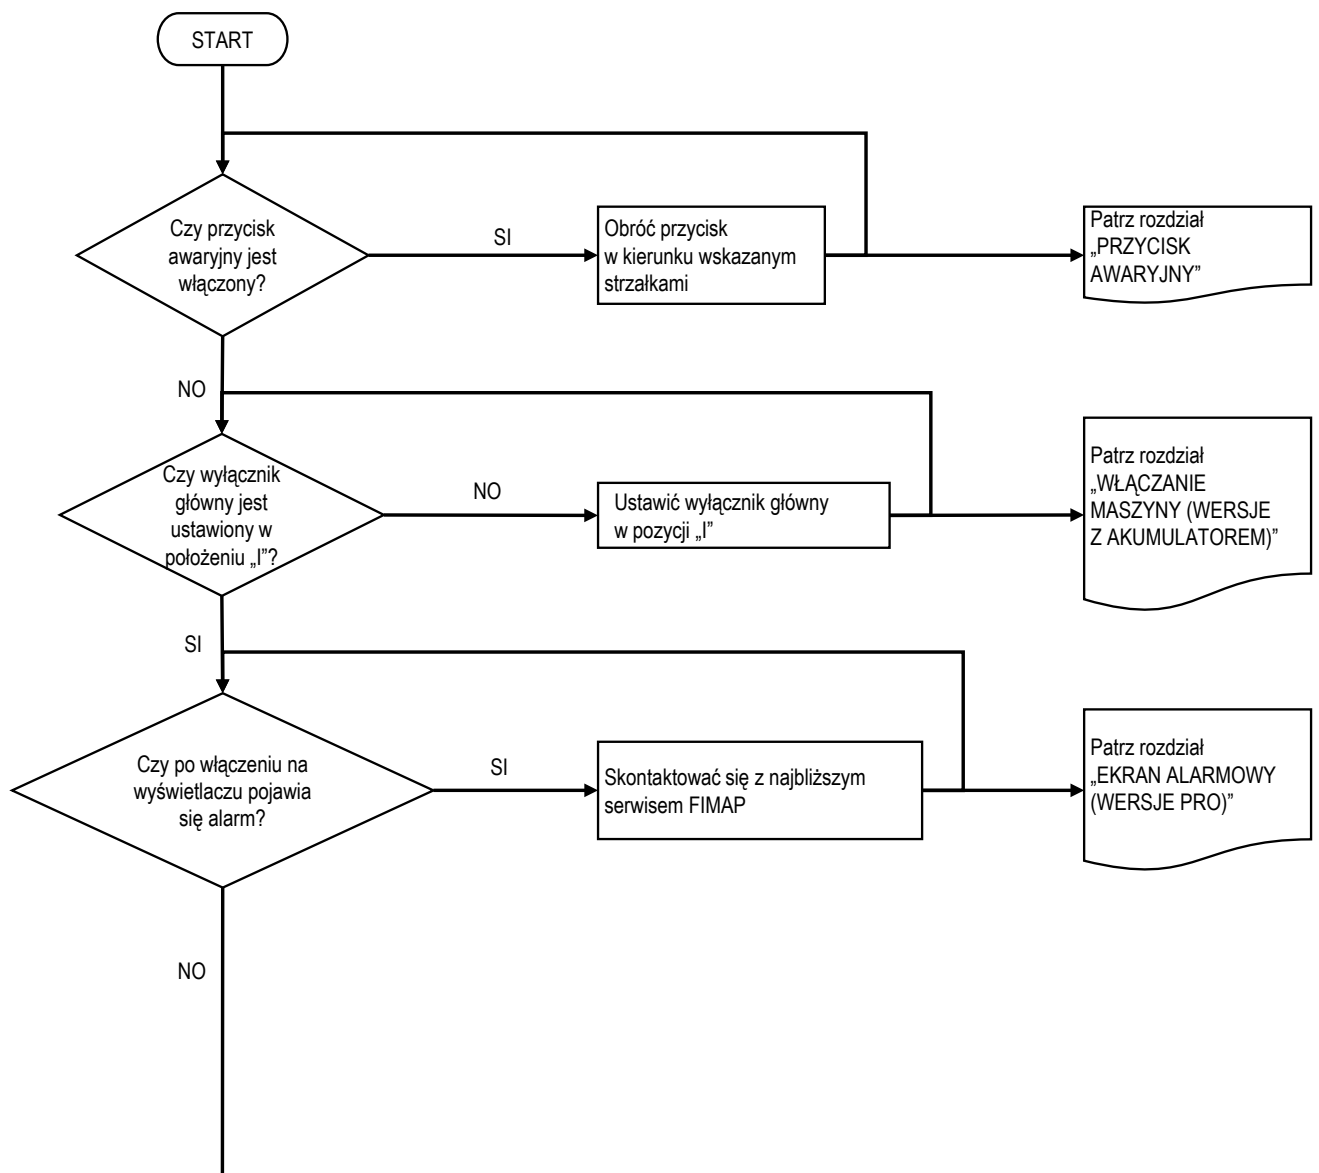 START
Czy przycisk
awaryjny jest
włączony?
SI
Obróć przycisk
w kierunku wskazanym
strzałkami
Patrz rozdział
„PRZYCISK
AWARYJNY”
NO
Czy wyłącznik
główny jest
ustawiony w
położeniu „I”?
NO
Ustawić wyłącznik główny
w pozycji „I”
Patrz rozdział
„WŁĄCZANIE
MASZYNY (WERSJE
Z AKUMULATOREM)”
SI
Czy po włączeniu na
wyświetlaczu pojawia
się alarm?
SI
Skontaktować się z najbliższym
serwisem FIMAP
Patrz rozdział
„EKRAN ALARMOWY
(WERSJE PRO)”
NO